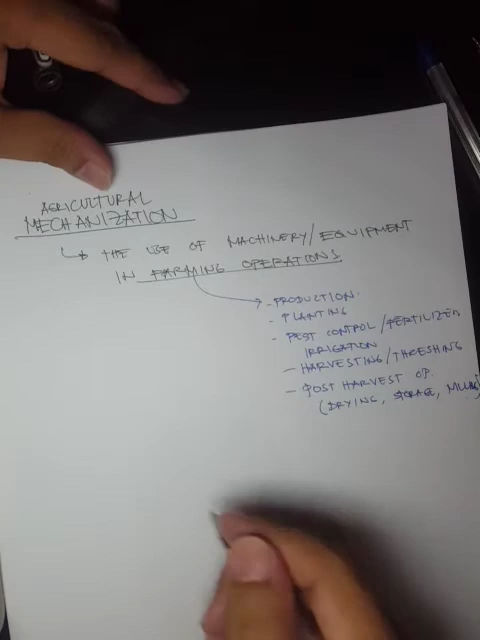 AGRICULTURAL
MECHANIZATION
↳ THE USE OF MACHINERY/EQUIPMENT
IN FARMING OPERATIONS
- PRODUCTION
- PLANTING
- PEST CONTROL/FERTILIZER
IRRIGATION
- HARVESTING/THRESHING
- POST HARVEST OP.
(DRYING, STORAGE,